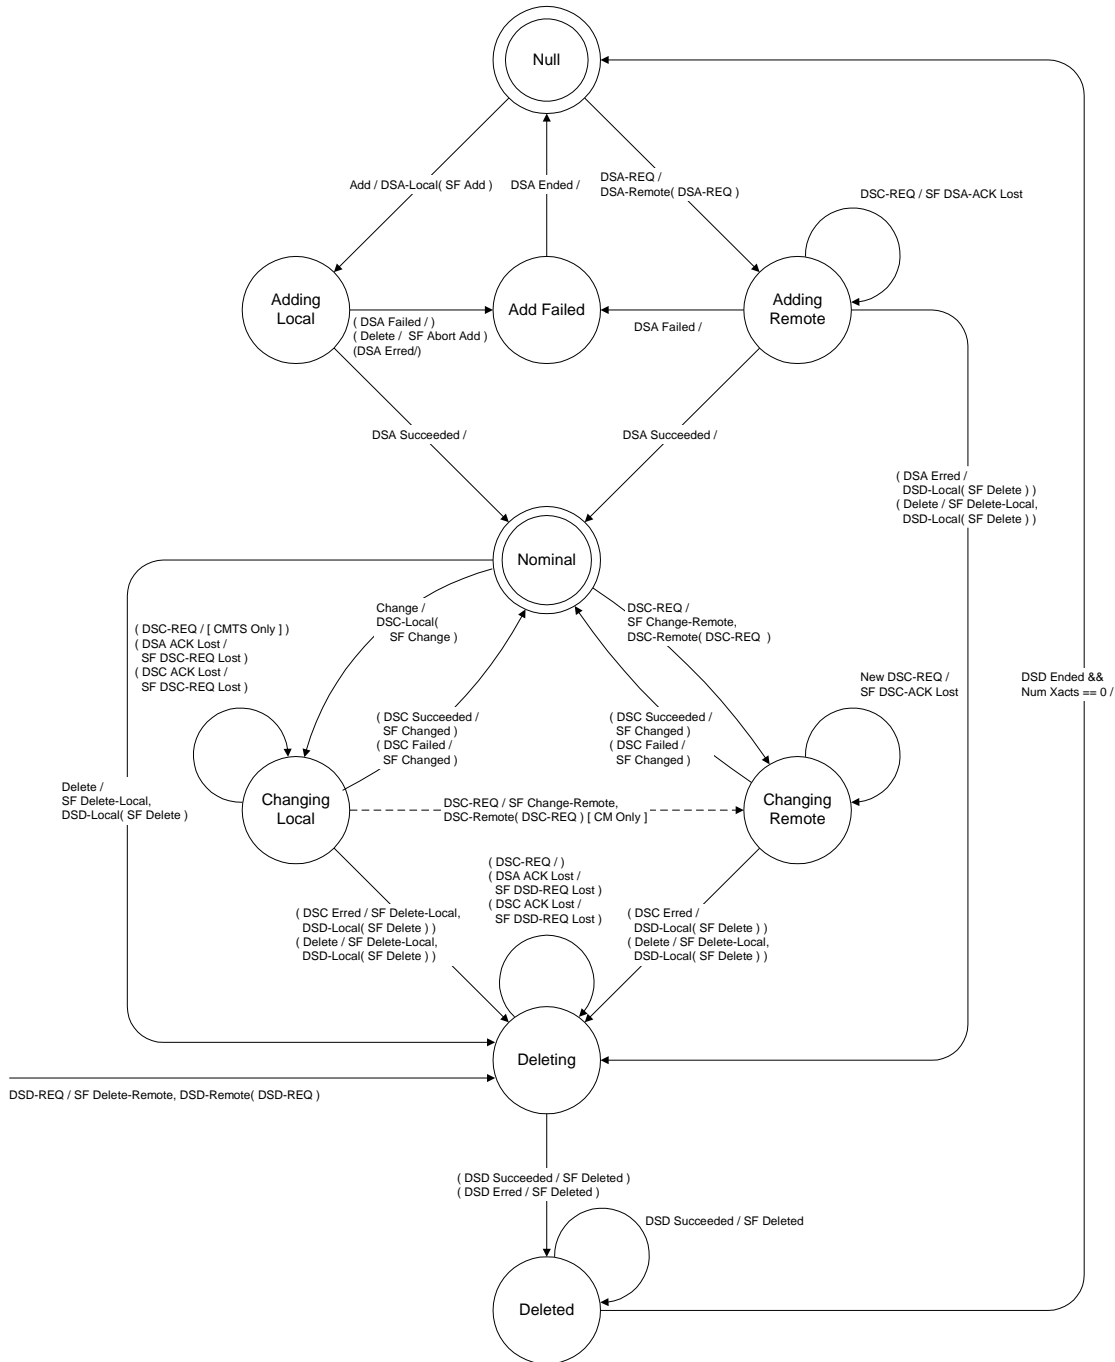 Null
Add / DSA-Local( SF Add )
DSA Ended /
DSA-REQ /
DSA-Remote( DSA-REQ )
DSC-REQ / SF DSA-ACK Lost
Adding
Local
Add Failed
Adding
Remote
( DSA Failed / )
( Delete /  SF Abort Add )
(DSA Erred/)
DSA Failed /
DSA Succeeded /
DSA Succeeded /
( DSA Erred /
DSD-Local( SF Delete ) )
( Delete / SF Delete-Local,
DSD-Local( SF Delete ) )
Nominal
( DSC-REQ / [ CMTS Only ] )
( DSA ACK Lost /
SF DSC-REQ Lost )
( DSC ACK Lost /
SF DSC-REQ Lost )
Change /
DSC-Local(
SF Change )
DSC-REQ /
SF Change-Remote,
DSC-Remote( DSC-REQ  )
New DSC-REQ /
SF DSC-ACK Lost
DSD Ended &&
Num Xacts == 0 /
( DSC Succeeded /
SF Changed )
( DSC Failed /
SF Changed )
( DSC Succeeded /
SF Changed )
( DSC Failed /
SF Changed )
Delete /
SF Delete-Local,
DSD-Local( SF Delete )
Changing
Local
DSC-REQ / SF Change-Remote,
DSC-Remote( DSC-REQ ) [ CM Only ]
Changing
Remote
( DSC-REQ / )
( DSA ACK Lost /
SF DSD-REQ Lost )
( DSC ACK Lost /
SF DSD-REQ Lost )
( DSC Erred / SF Delete-Local,
DSD-Local( SF Delete ) )
( Delete / SF Delete-Local,
DSD-Local( SF Delete ) )
( DSC Erred /
DSD-Local( SF Delete ) )
( Delete / SF Delete-Local,
DSD-Local( SF Delete ) )
Deleting
DSD-REQ / SF Delete-Remote, DSD-Remote( DSD-REQ )
( DSD Succeeded / SF Deleted )
( DSD Erred / SF Deleted )
DSD Succeeded / SF Deleted
Deleted